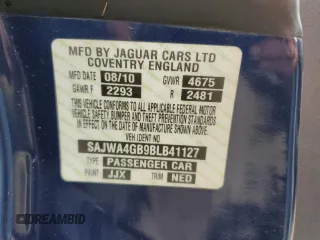 MFD BY JAGUAR CARS LTD
COVENTRY ENGLAND
MFD DATE 08/10 GVWR 4675
GAWR F 2293 R 2481
THIS VEHICLE CONFORMS TO ALL APPLICABLE FEDERAL MOTOR
VEHICLE SAFETY, BUMPER AND THEFT PREVENTION STANDARDS
IN EFFECT ON THE DATE OF MANUFACTURE SHOWN ABOVE
VEH IDENT NO
SAJWA4GB9BLB41127
TYPE PASSENGER CAR
PAINT JJX TRIM NED
DREAMBID